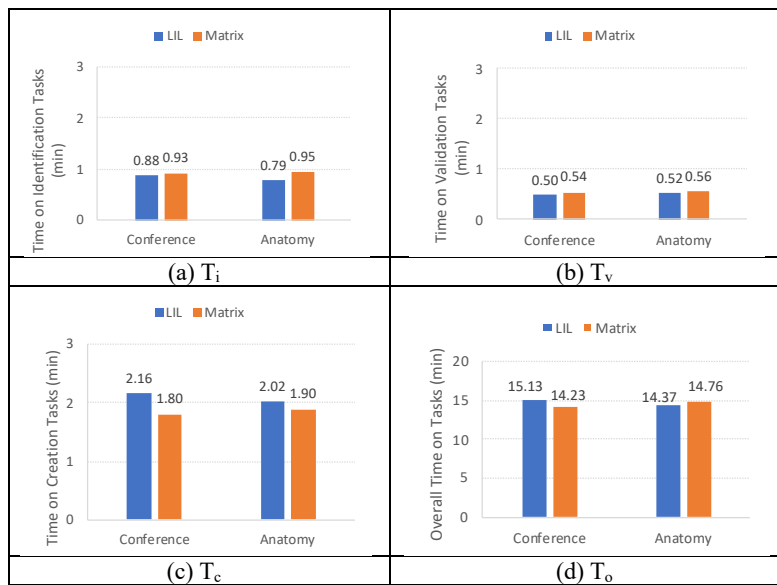 LIL Matrix
Time on Identification Tasks
(min)
3
2
1
0
0.88 0.93
0.79 0.95
Conference Anatomy
(a) Ti
LIL Matrix
Time on Validation Tasks
(min)
3
2
1
0
0.50 0.54
0.52 0.56
Conference Anatomy
(b) Tv
LIL Matrix
Time on Creation Tasks (min)
3
2
1
0
2.16 1.80
2.02 1.90
Conference Anatomy
(c) Tc
LIL Matrix
Overall Time on Tasks (min)
20
15
10
5
0
15.13 14.23
14.37 14.76
Conference Anatomy
(d) To